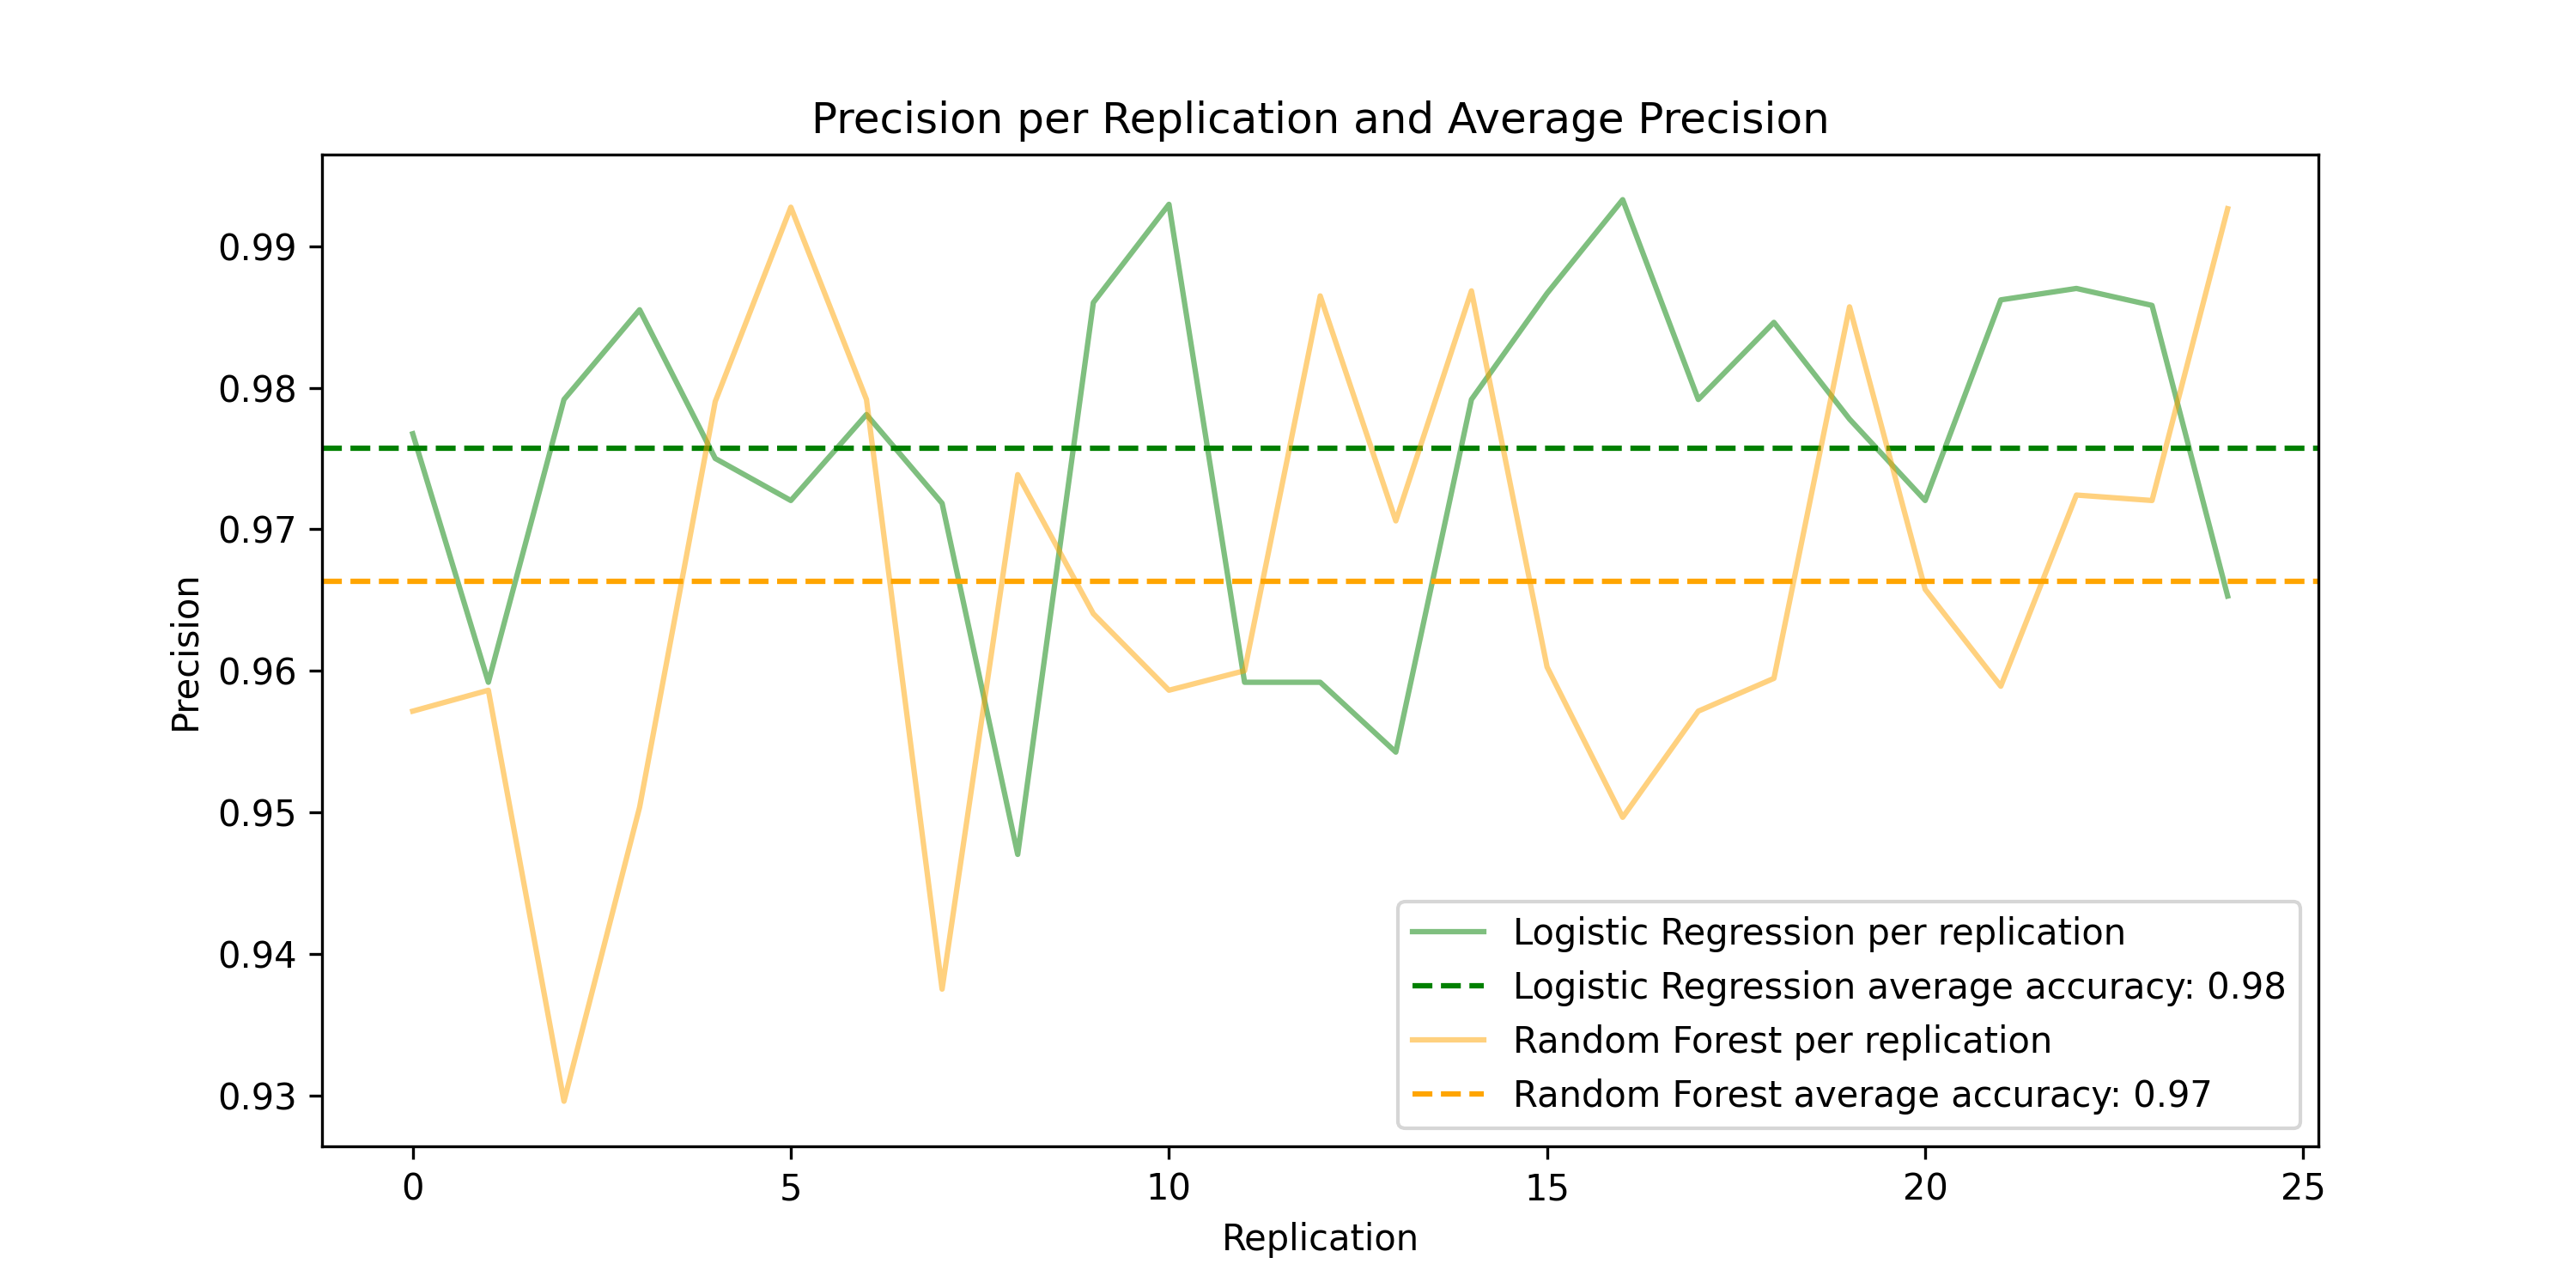 Precision per Replication and Average Precision
0.99
0.98
0.97
0.96
0.95
0.94
0.93
Precision
Logistic Regression per replication
Logistic Regression average accuracy: 0.98
Random Forest per replication
Random Forest average accuracy: 0.97
0 5 10 15 20 25
Replication